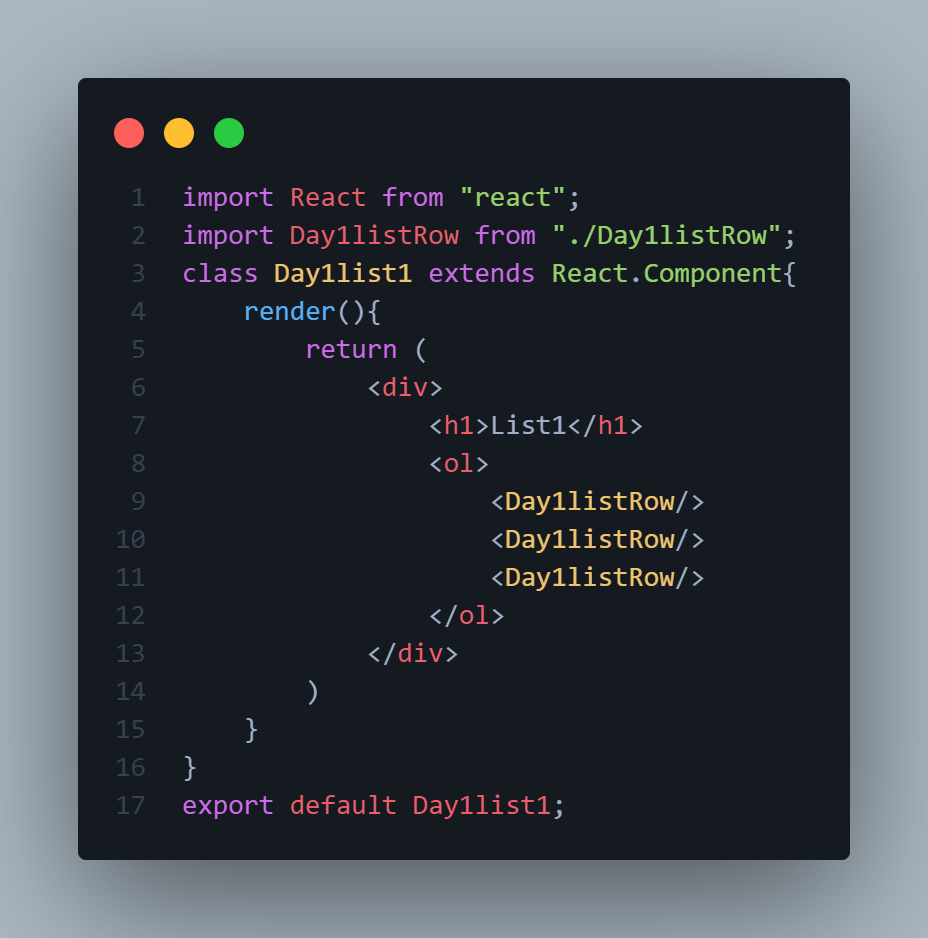 1 import React from "react";
2 import Day1listRow from "./Day1listRow";
3 class Day1list1 extends React.Component{
4     render(){
5         return (
6             <div>
7                 <h1>List1</h1>
8                 <ol>
9                     <Day1listRow/>
10                     <Day1listRow/>
11                     <Day1listRow/>
12                 </ol>
13             </div>
14         )
15     }
16 }
17 export default Day1list1;